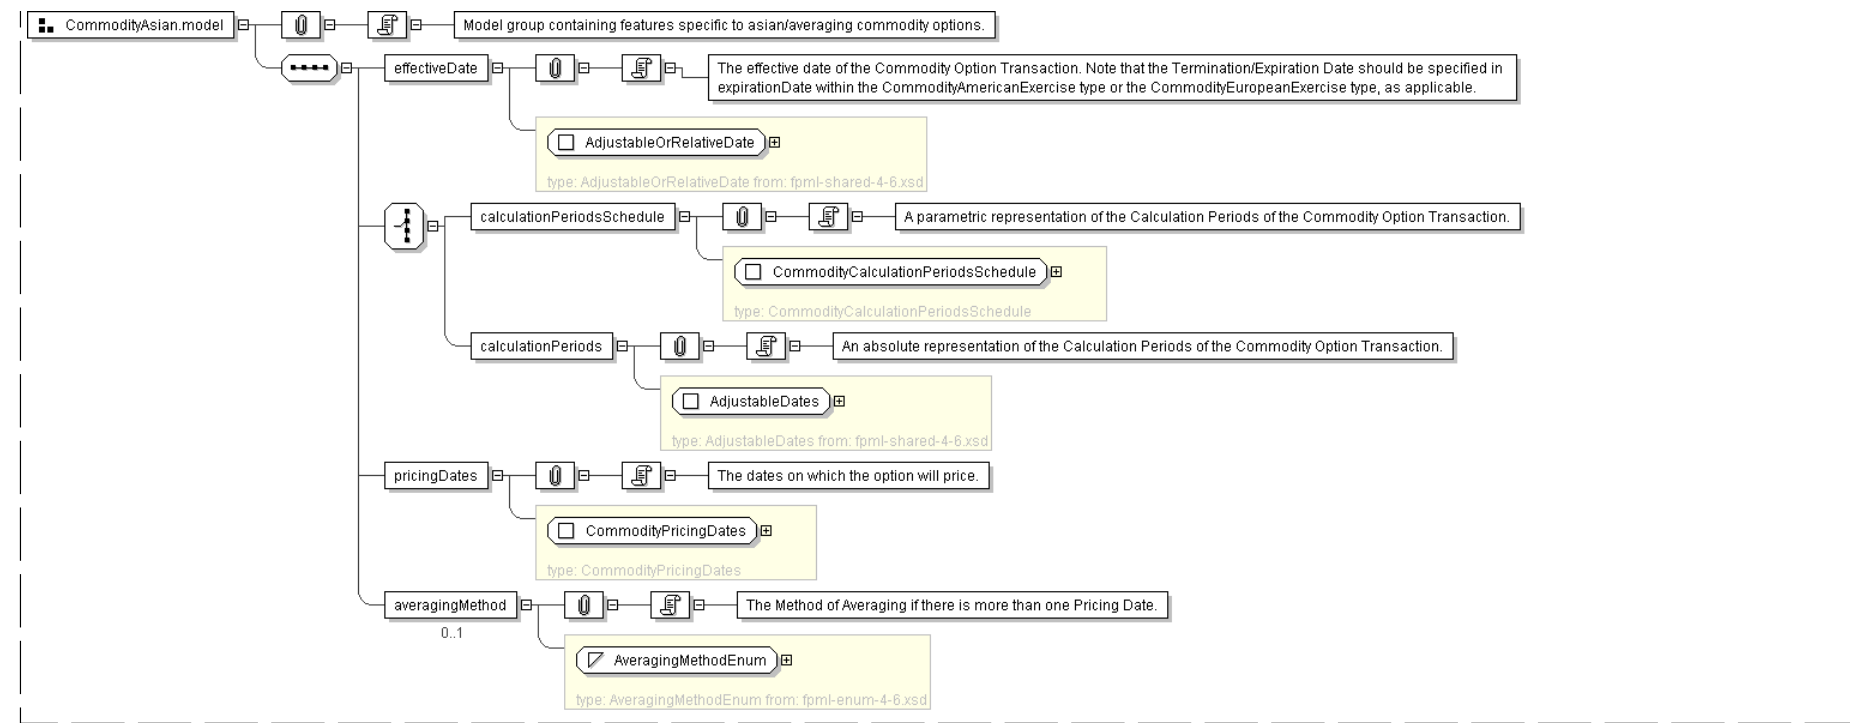 CommodityAsian.model
Model group containing features specific to asian/averaging commodity options.
effectiveDate
The effective date of the Commodity Option Transaction. Note that the Termination/Expiration Date should be specified in
expirationDate within the CommodityAmericanExercise type or the CommodityEuropeanExercise type, as applicable.
AdjustableOrRelativeDate
type: AdjustableOrRelativeDate from: fpml-shared-4-6.xsd
calculationPeriodsSchedule
A parametric representation of the Calculation Periods of the Commodity Option Transaction.
CommodityCalculationPeriodsSchedule
type: CommodityCalculationPeriodsSchedule
calculationPeriods
An absolute representation of the Calculation Periods of the Commodity Option Transaction.
AdjustableDates
type: AdjustableDates from: fpml-shared-4-6.xsd
pricingDates
The dates on which the option will price.
CommodityPricingDates
type: CommodityPricingDates
averagingMethod
The Method of Averaging if there is more than one Pricing Date.
0..1
AveragingMethodEnum
type: AveragingMethodEnum from: fpml-enum-4-6.xsd